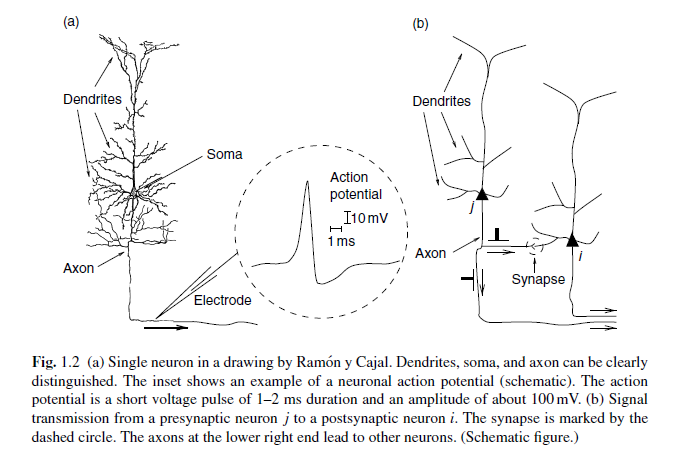 (a)
Dendrites
Soma
Action
potential
10 mV
1 ms
Axon
Electrode
(b)
Dendrites
j
Axon
Synapse
i
Fig. 1.2 (a) Single neuron in a drawing by Ramón y Cajal. Dendrites, soma, and axon can be clearly
distinguished. The inset shows an example of a neuronal action potential (schematic). The action
potential is a short voltage pulse of 1–2 ms duration and an amplitude of about 100 mV. (b) Signal
transmission from a presynaptic neuron j to a postsynaptic neuron i. The synapse is marked by the
dashed circle. The axons at the lower right end lead to other neurons. (Schematic figure.)